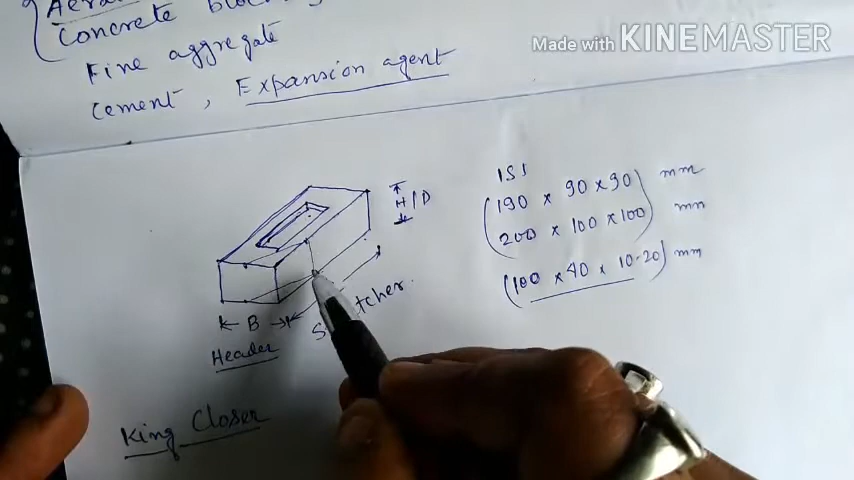 Concrete
Fine aggregate
Cement, Expansion agent
Made with KINEMASTER
ISI
(190 x 90 x 90) mm
(200 x 100 x 100) mm
(100 x 40 x 10-20) mm
H/D
B
Header
King Closer